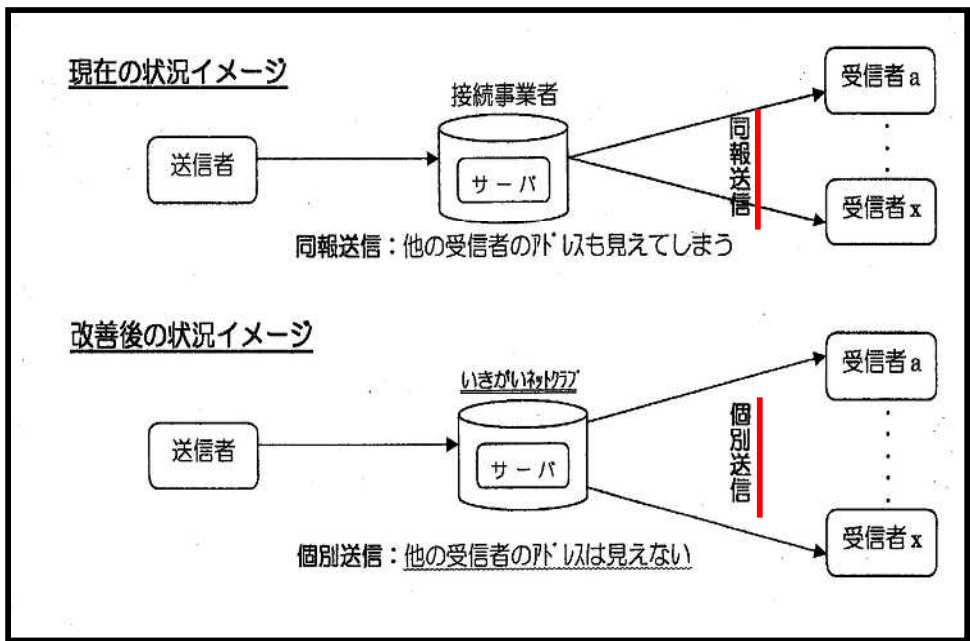 現在の状況イメージ
接続事業者
送信者
サーバ
同報送信
受信者a
受信者x
同報送信：他の受信者のｱﾄﾞﾚｽも見えてしまう
改善後の状況イメージ
いきがいﾈｯﾄｸﾗﾌﾞ
送信者
サーバ
個別送信
受信者a
受信者x
個別送信：他の受信者のｱﾄﾞﾚｽは見えない